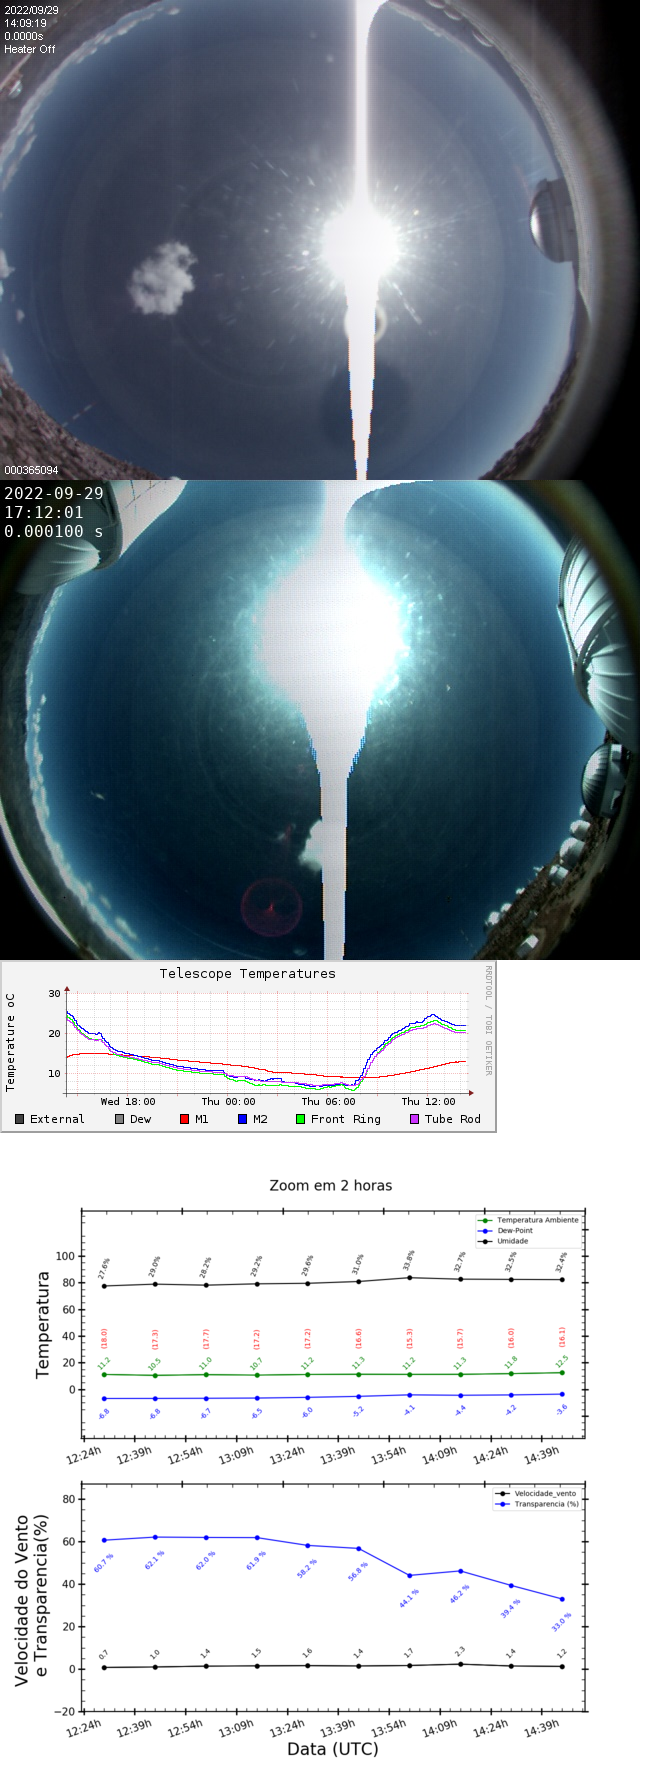 2022/09/29
14:09:19
0.0000s
Heater Off
000365094
2022-09-29
17:12:01
0.000100 s
Telescope Temperatures
RRDTOOL / TOBI OETIKER
Temperature oC
30
20
10
Wed 18:00 Thu 00:00 Thu 06:00 Thu 12:00
External Dew M1 M2 Front Ring Tube Rod
Zoom em 2 horas
Temperatura Ambiente
Dew-Point
Umidade
Temperatura
100
80
60
40
20
0
27.6% 29.0% 28.2% 29.2% 29.6% 31.0% 33.8% 32.7% 32.5% 32.4%
(18.0) (17.3) (17.7) (17.2) (17.2) (16.6) (15.3) (15.7) (16.0) (16.1)
11.2 10.5 11.0 10.7 11.2 11.3 11.2 11.3 11.8 12.5
-6.8 -6.8 -6.7 -6.5 -6.0 -5.2 -4.1 -4.4 -4.2 -3.6
12:24h 12:39h 12:54h 13:09h 13:24h 13:39h 13:54h 14:09h 14:24h 14:39h
Velocidade_vento
Transparencia (%)
Velocidade do Vento
e Transparencia(%)
80
60
40
20
0
−20
60.7 % 62.1 % 62.0 % 61.9 % 58.2 % 56.8 % 44.1 % 46.2 % 39.4 % 33.0 %
0.7 1.0 1.4 1.5 1.6 1.4 1.7 2.3 1.4 1.2
12:24h 12:39h 12:54h 13:09h 13:24h 13:39h 13:54h 14:09h 14:24h 14:39h
Data (UTC)